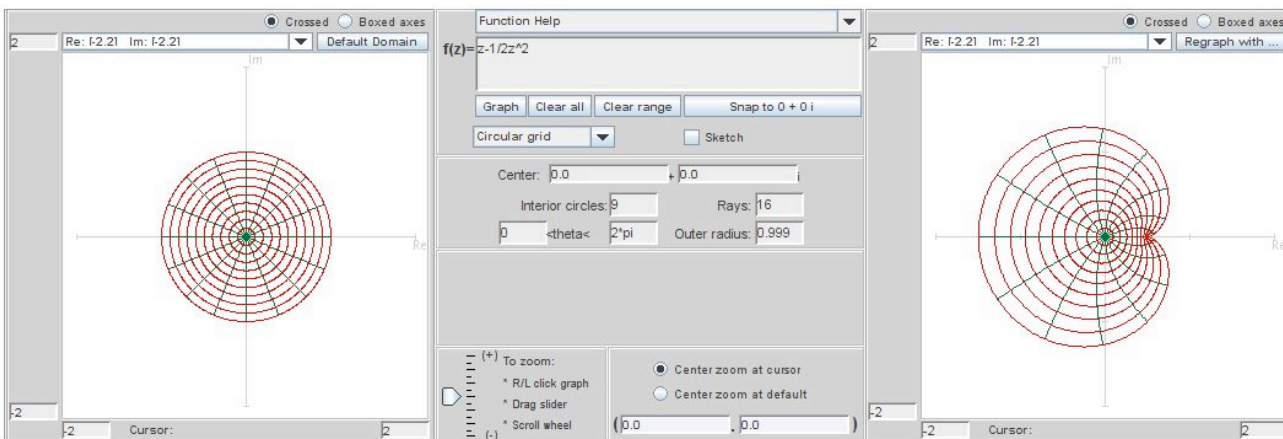 Crossed Boxed axes
2 Re: [-2.2] Im: [-2.2] Default Domain
Im
Re
-2
-2 Cursor: 2
Function Help
f(z)= z-1/2z^2
Graph Clear all Clear range Snap to 0 + 0 i
Circular grid Sketch
Center: 0.0 + 0.0 i
Interior circles: 9 Rays: 16
0 <theta< 2*pi Outer radius: 0.999
(+) To zoom:
* R/L click graph
* Drag slider
* Scroll wheel
(-)
Center zoom at cursor
Center zoom at default
( 0.0 . 0.0 )
Crossed Boxed axes
2 Re: [-2.2] Im: [-2.2] Regraph with ...
Im
Re
-2
-2 Cursor: 2